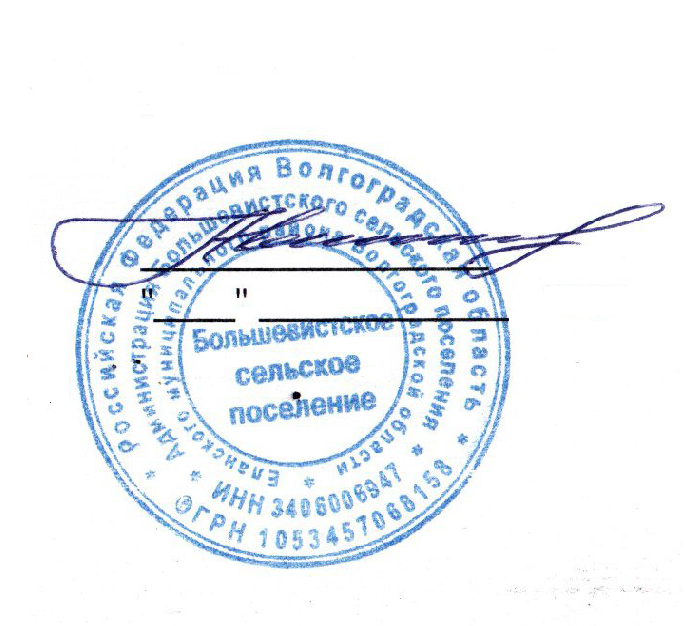 Российская Федерация Волгоградская область
Администрация Большевистского сельского поселения
Еланского муниципального района Волгоградской области
" "
Большевистское
сельское
поселение
* ИНН 3406006947 *
* ОГРН 1053457068158 *